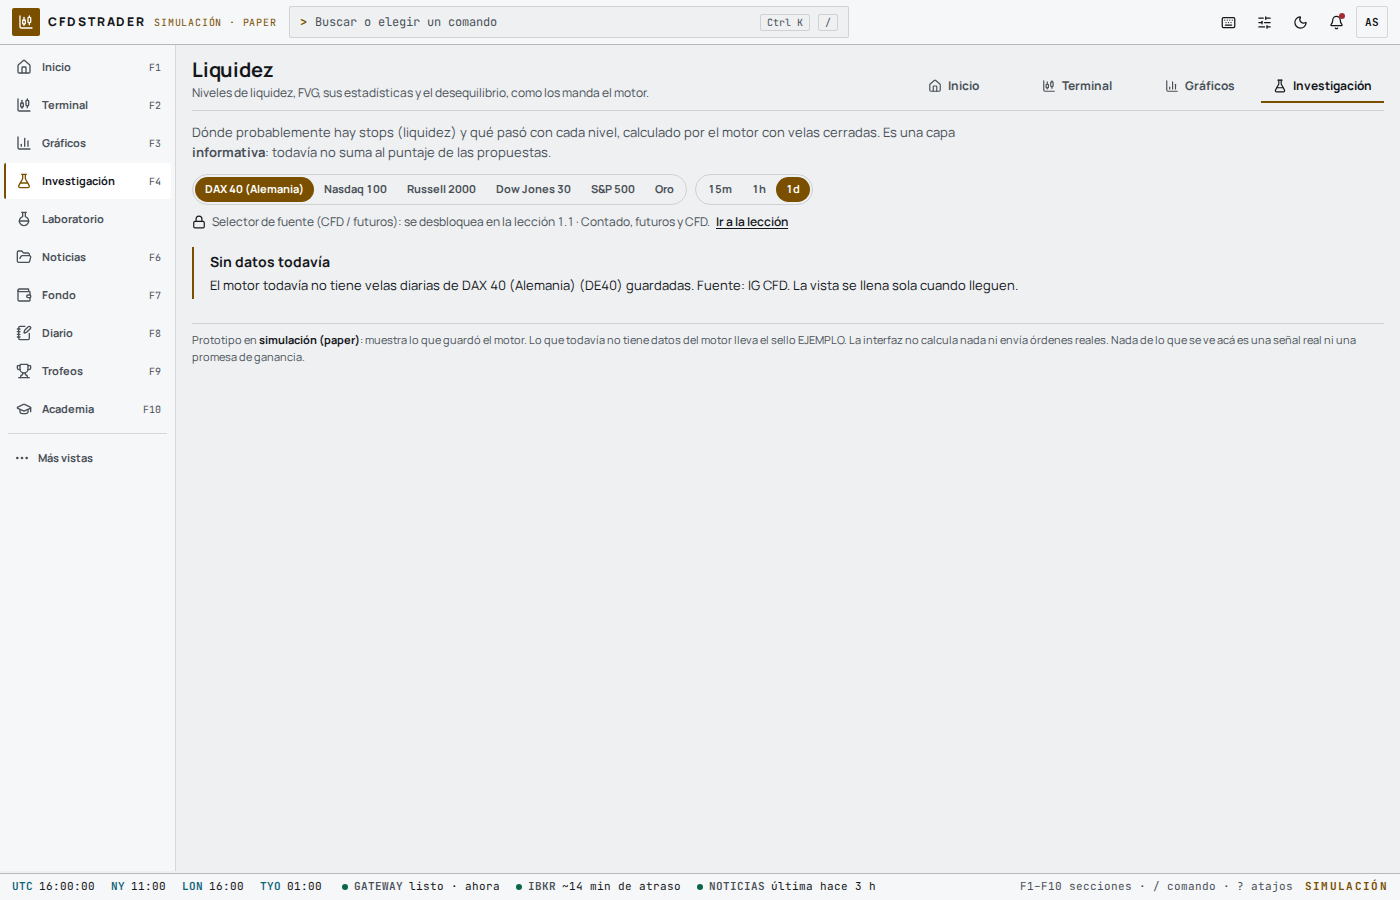 CFDSTRADER SIMULACIÓN · PAPER
> Buscar o elegir un comando Ctrl K /
AS
Inicio F1
Terminal F2
Gráficos F3
Investigación F4
Laboratorio
Noticias F6
Fondo F7
Diario F8
Trofeos F9
Academia F10
Más vistas
Liquidez
Niveles de liquidez, FVG, sus estadísticas y el desequilibrio, como los manda el motor.
Inicio Terminal Gráficos Investigación
Dónde probablemente hay stops (liquidez) y qué pasó con cada nivel, calculado por el motor con velas cerradas. Es una capa
informativa: todavía no suma al puntaje de las propuestas.
DAX 40 (Alemania) Nasdaq 100 Russell 2000 Dow Jones 30 S&P 500 Oro 15m 1h 1d
Selector de fuente (CFD / futuros): se desbloquea en la lección 1.1 · Contado, futuros y CFD. Ir a la lección
Sin datos todavía
El motor todavía no tiene velas diarias de DAX 40 (Alemania) (DE40) guardadas. Fuente: IG CFD. La vista se llena sola cuando lleguen.
Prototipo en simulación (paper): muestra lo que guardó el motor. Lo que todavía no tiene datos del motor lleva el sello EJEMPLO. La interfaz no calcula nada ni envía órdenes reales. Nada de lo que se ve acá es una señal real ni una
promesa de ganancia.
UTC 16:00:00 NY 11:00 LON 16:00 TYO 01:00 GATEWAY listo · ahora IBKR ~14 min de atraso NOTICIAS última hace 3 h F1–F10 secciones · / comando · ? atajos SIMULACIÓN